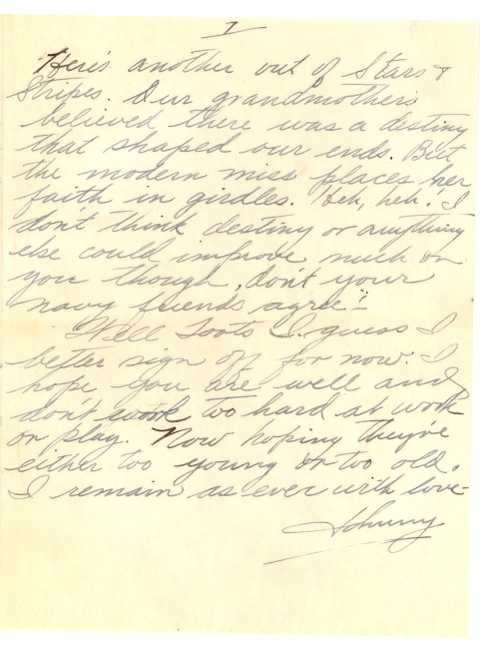 7
Here's another out of Stars &
Stripes. Our grandmothers
believed there was a destiny
that shaped our ends. But
the modern miss places her
faith in girdles. Heh, heh. I
don't think destiny or anything
else could improve much on
you though, don't your
navy friends agree?
Well Toots I guess I
better sign off for now. I
hope you are well and
don't work too hard at work
or play. Now hoping they're
either too young or too old.
I remain as ever with love-
Johnny